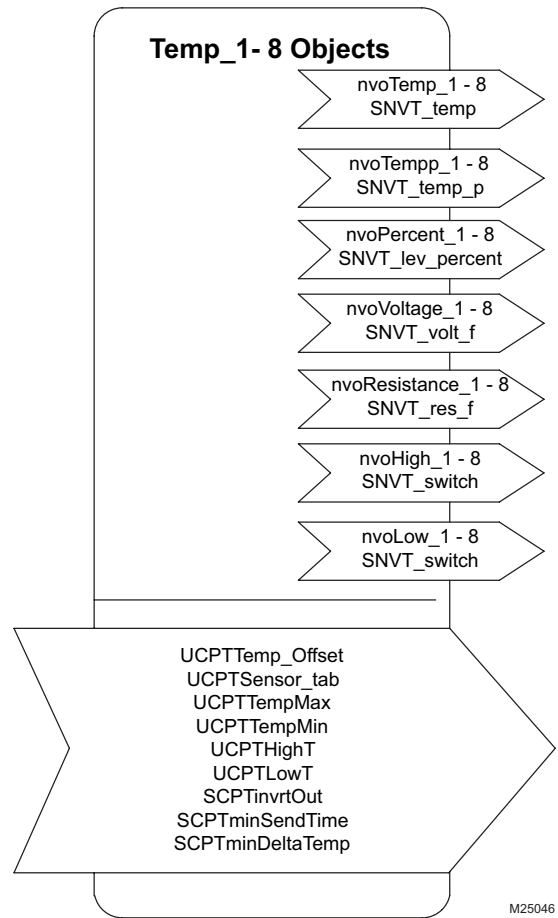 Temp_1- 8 Objects
nvoTemp_1 - 8
SNVT_temp
nvoTempp_1 - 8
SNVT_temp_p
nvoPercent_1 - 8
SNVT_lev_percent
nvoVoltage_1 - 8
SNVT_volt_f
nvoResistance_1 - 8
SNVT_res_f
nvoHigh_1 - 8
SNVT_switch
nvoLow_1 - 8
SNVT_switch
UCPTTemp_Offset
UCPTSensor_tab
UCPTTempMax
UCPTTempMin
UCPTHighT
UCPTLowT
SCPTinvrtOut
SCPTminSendTime
SCPTminDeltaTemp
M25046